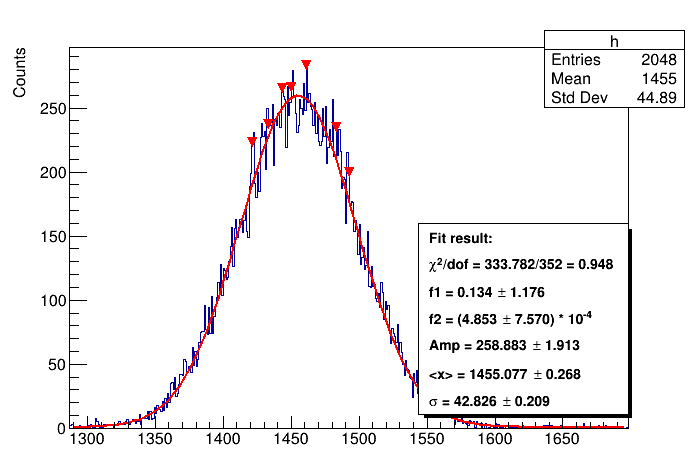 h
Entries 2048
Mean 1455
Std Dev 44.89
Counts
250
200
150
100
50
0
1300 1350 1400 1450 1500 1550 1600 1650
Fit result:
χ²/dof = 333.782/352 = 0.948
f1 = 0.134 ± 1.176
f2 = (4.853 ± 7.570) * 10⁻⁴
Amp = 258.883 ± 1.913
<x> = 1455.077 ± 0.268
σ = 42.826 ± 0.209